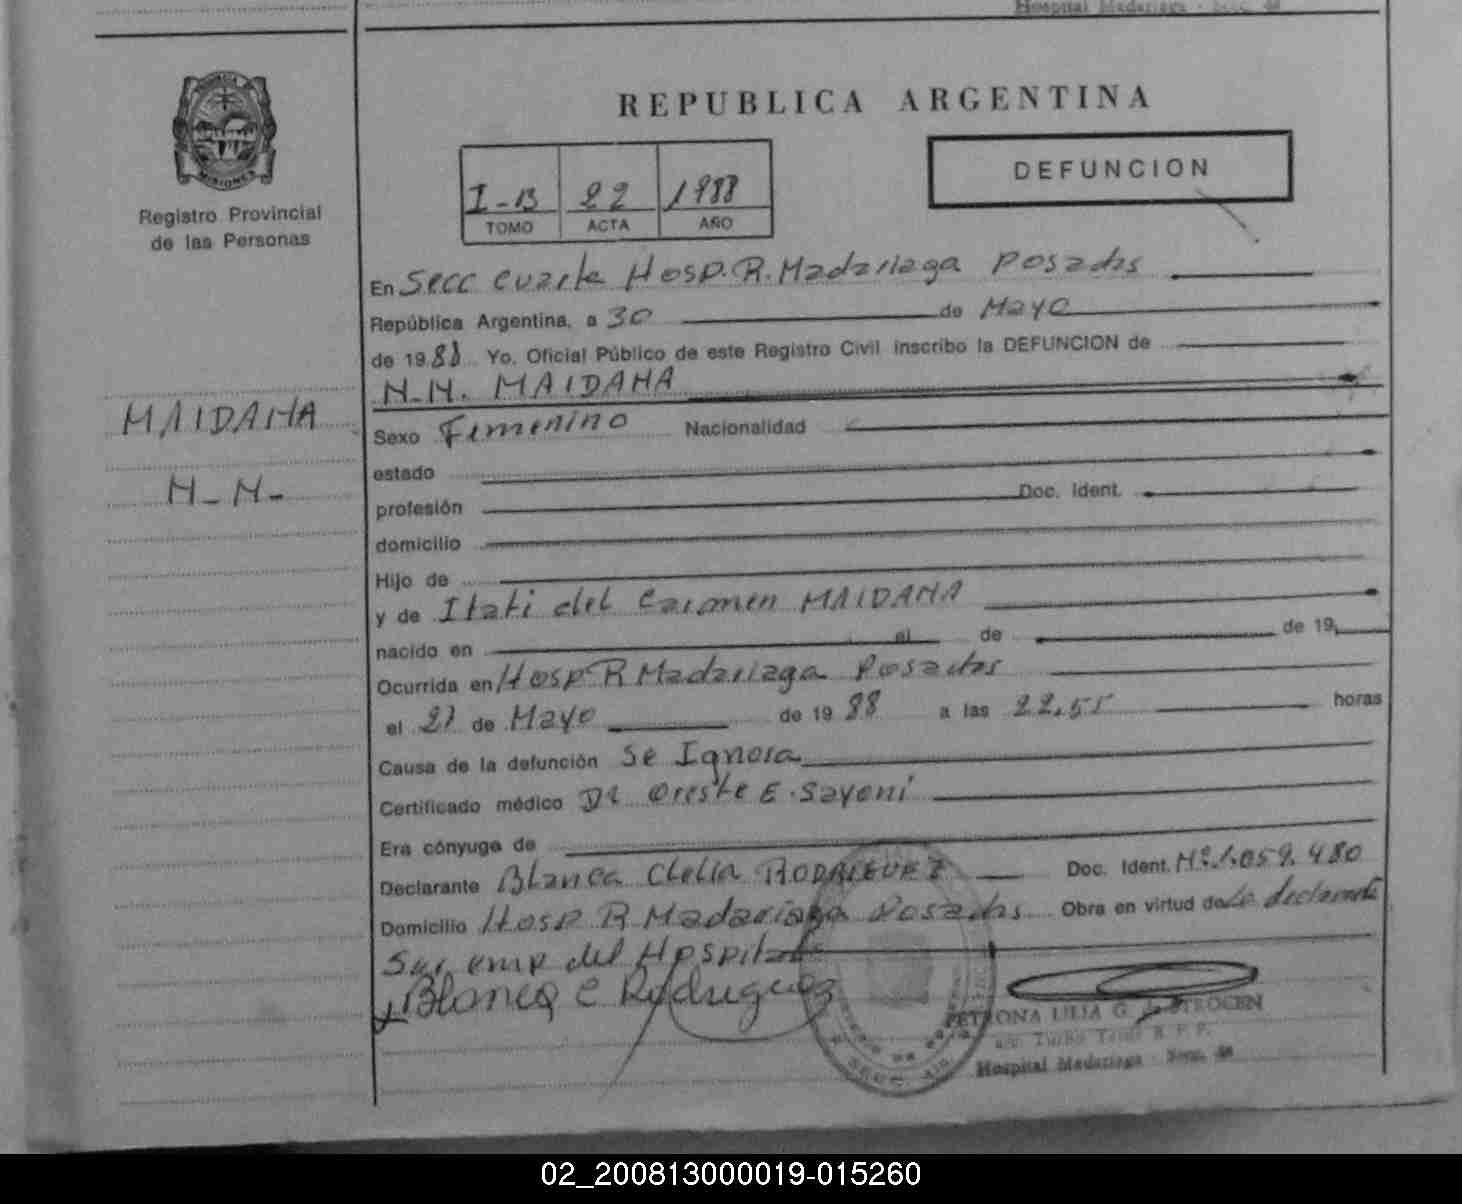 Hospital Madariaga - Secc. 4ª
PROVINCIA DE
MISIONES
Registro Provincial
de las Personas
REPUBLICA ARGENTINA
I-B 22 1988
TOMO ACTA AÑO
DEFUNCION
En Secc cuarta Hosp. R. Madariaga Posadas
República Argentina, a 30 de Mayo
de 1988 Yo, Oficial Público de este Registro Civil inscribo la DEFUNCION de
N.N. MAIDANA
MAIDANA
N-N-
Sexo Femenino Nacionalidad
estado
profesión Doc. Ident.
domicilio
Hijo de
y de Itati del Carmen MAIDANA
nacido en el de de 19
Ocurrida en Hosp R Madariaga Posadas
el 27 de Mayo de 1988 a las 22,55 horas
Causa de la defunción Se Ignora
Certificado médico Dr Oreste E. Sayeni
Era cónyuge de
Declarante Blanca Clelia RODRIGUEZ Doc. Ident. Nº 1.059.480
Domicilio Hosp. R Madariaga Posadas Obra en virtud de La declarante
Ser emp del Hospital
Blanca C Rodriguez
PETRONA LILIA G.
Hospital Madariaga - Secc. 4ª
02_200813000019-015260